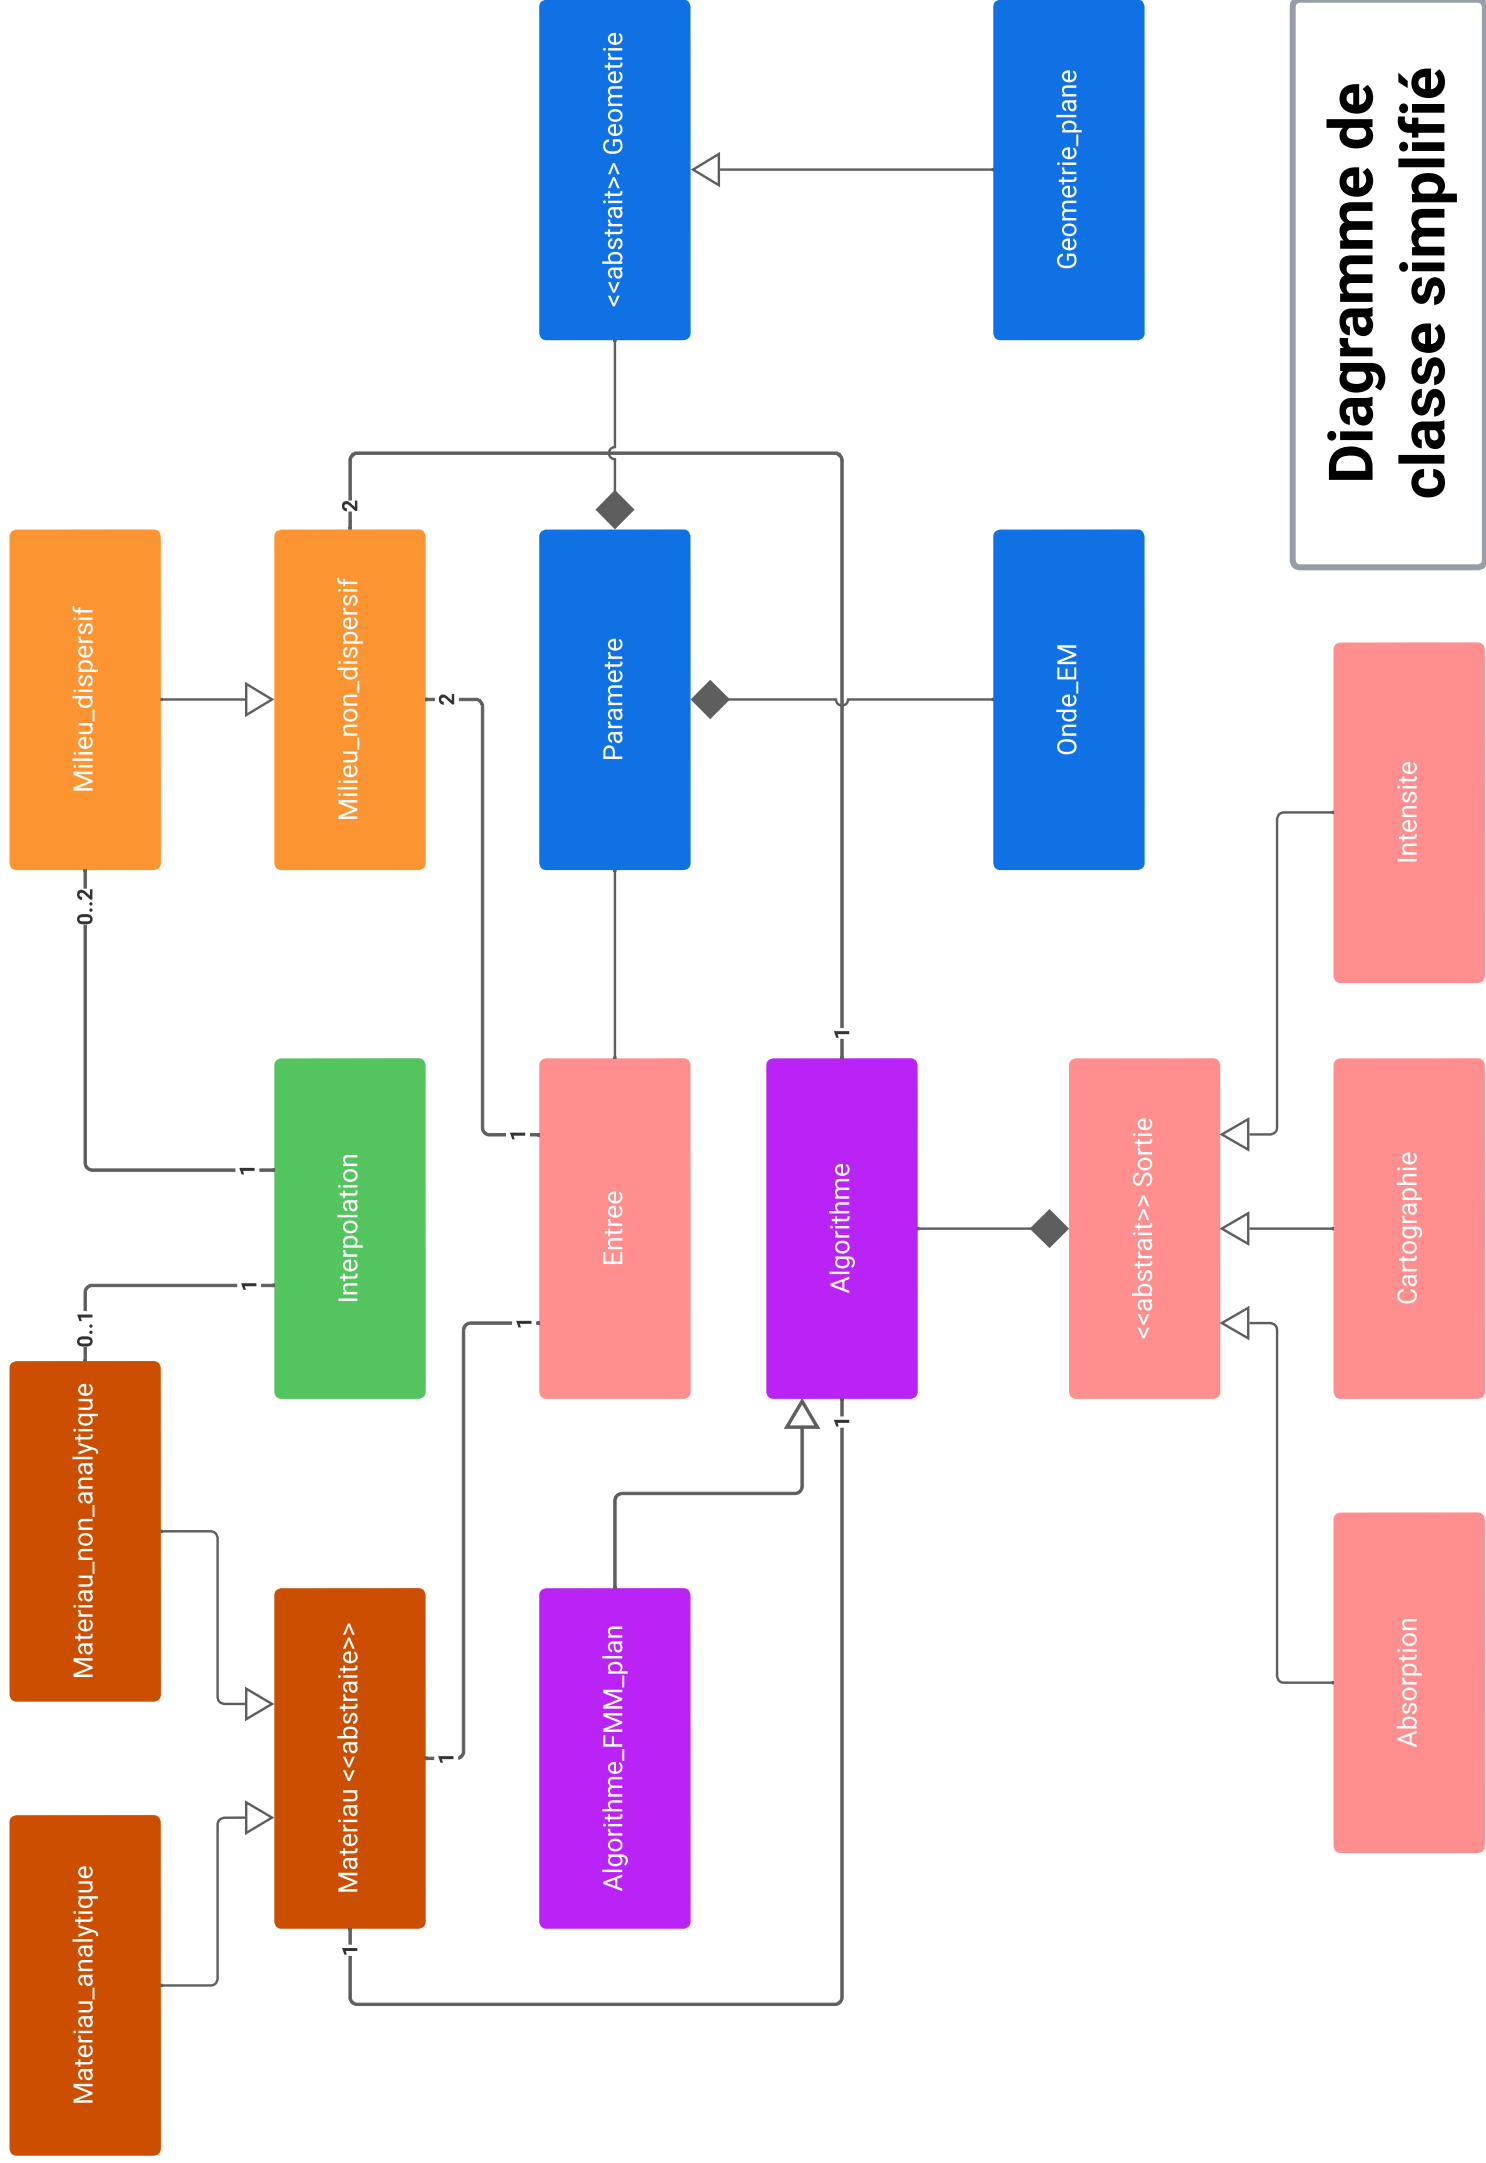 Materiau_analytique
Materiau_non_analytique
0..1
0..2
Milieu_dispersif
1
1
1
Materiau <<abstraite>>
Interpolation
Milieu_non_dispersif
2
1
2
1
1
Algorithme_FMM_plan
Entree
Parametre
<<abstrait>> Geometrie
1
Algorithme
1
Onde_EM
Geometrie_plane
<<abstrait>> Sortie
Absorption
Cartographie
Intensite
Diagramme de
classe simplifié